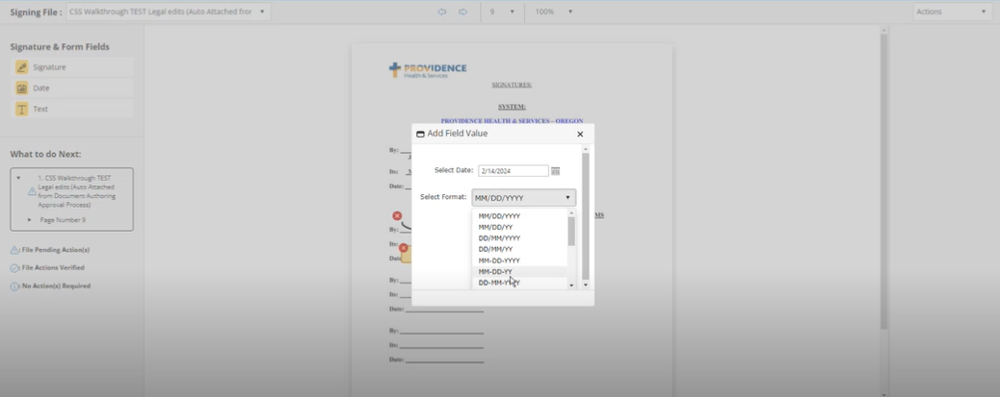 Signing File : CSS Walkthrough TEST Legal edits (Auto Attached fror 9 100% Actions
Signature & Form Fields
Signature
Date
Text
What to do Next:
1. CSS Walkthrough TEST
Legal edits (Auto Attached
from Document Authoring
Approval Process)
Page Number 9
File Pending Action(s)
File Actions Verified
No Action(s) Required
PROVIDENCE
Health & Services
SIGNATURES:
SYSTEM:
PROVIDENCE HEALTH & SERVICES - OREGON
By:
Its:
Date:
MS
By:
Its:
Date
By:
Its:
Date:
By:
Its:
Date:
Add Field Value
Select Date: 2/14/2024
Select Format: MM/DD/YYYY
MM/DD/YYYY
MM/DD/YY
DD/MM/YYYY
DD/MM/YY
MM-DD-YYYY
MM-DD-YY
DD-MM-YYYY